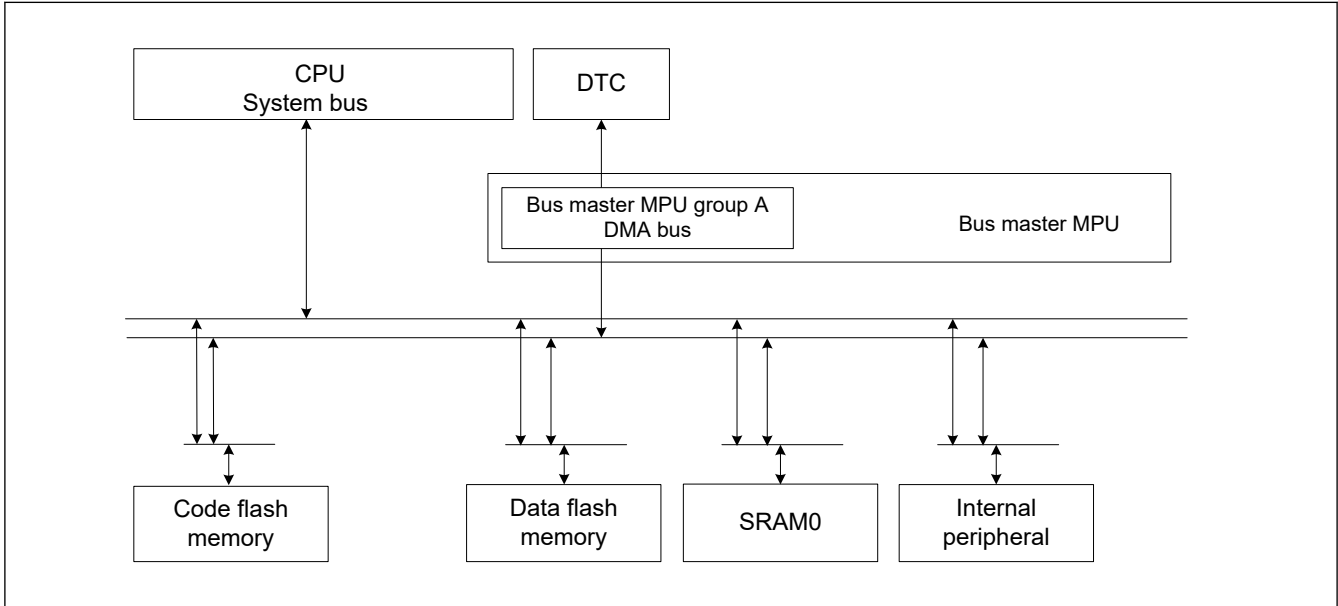 CPU
System bus
DTC
Bus master MPU group A
DMA bus
Bus master MPU
Code flash
memory
Data flash
memory
SRAM0
Internal
peripheral